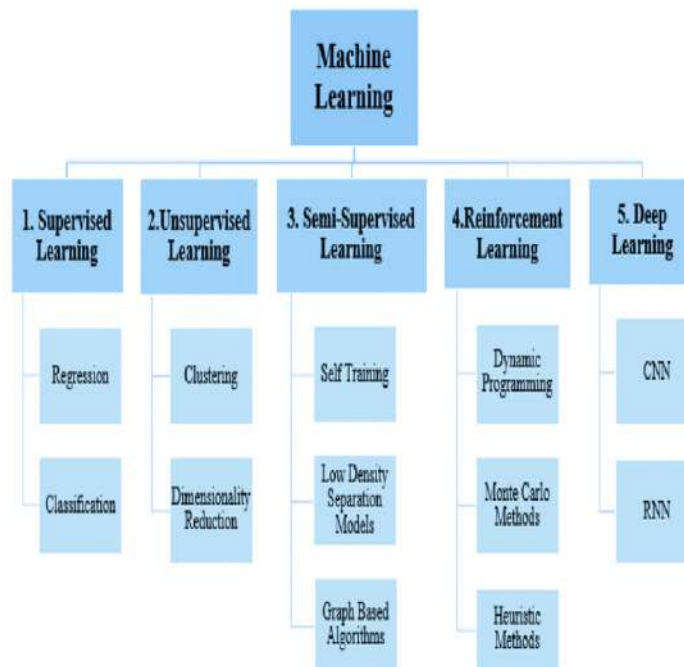 Machine
Learning
1. Supervised
Learning
2.Unsupervised
Learning
3. Semi-Supervised
Learning
4.Reinforcement
Learning
5. Deep
Learning
Regression
Classification
Clustering
Dimensionality
Reduction
Self Training
Low Density
Separation
Models
Graph Based
Algorithms
Dynamic
Programming
Monte Carlo
Methods
Heuristic
Methods
CNN
RNN